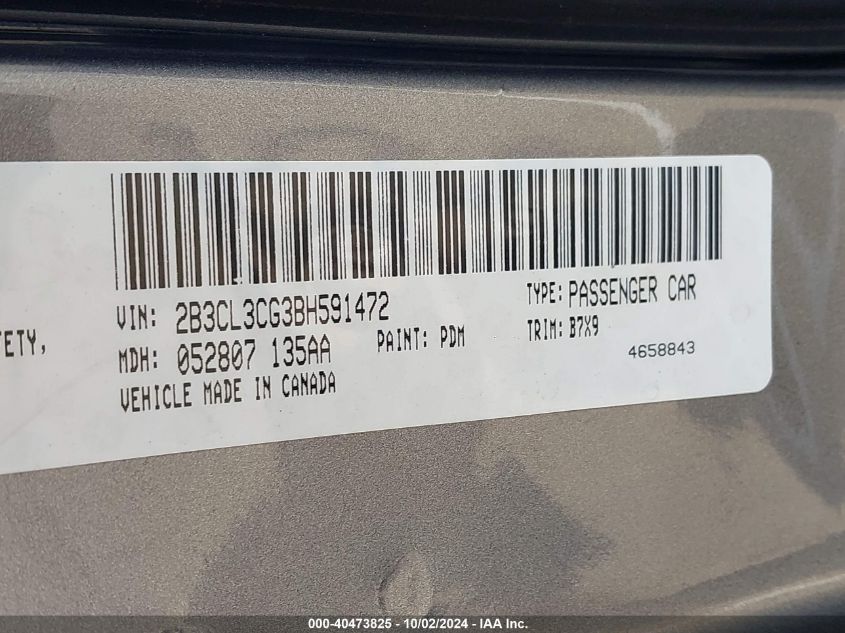 VIN: 2B3CL3CG3BH591472
TYPE: PASSENGER CAR
ETY,
MDH: 052807 135AA
PAINT: PDM
TRIM: B7X9
4658843
VEHICLE MADE IN CANADA
000-40473825 - 10/02/2024 - IAA Inc.